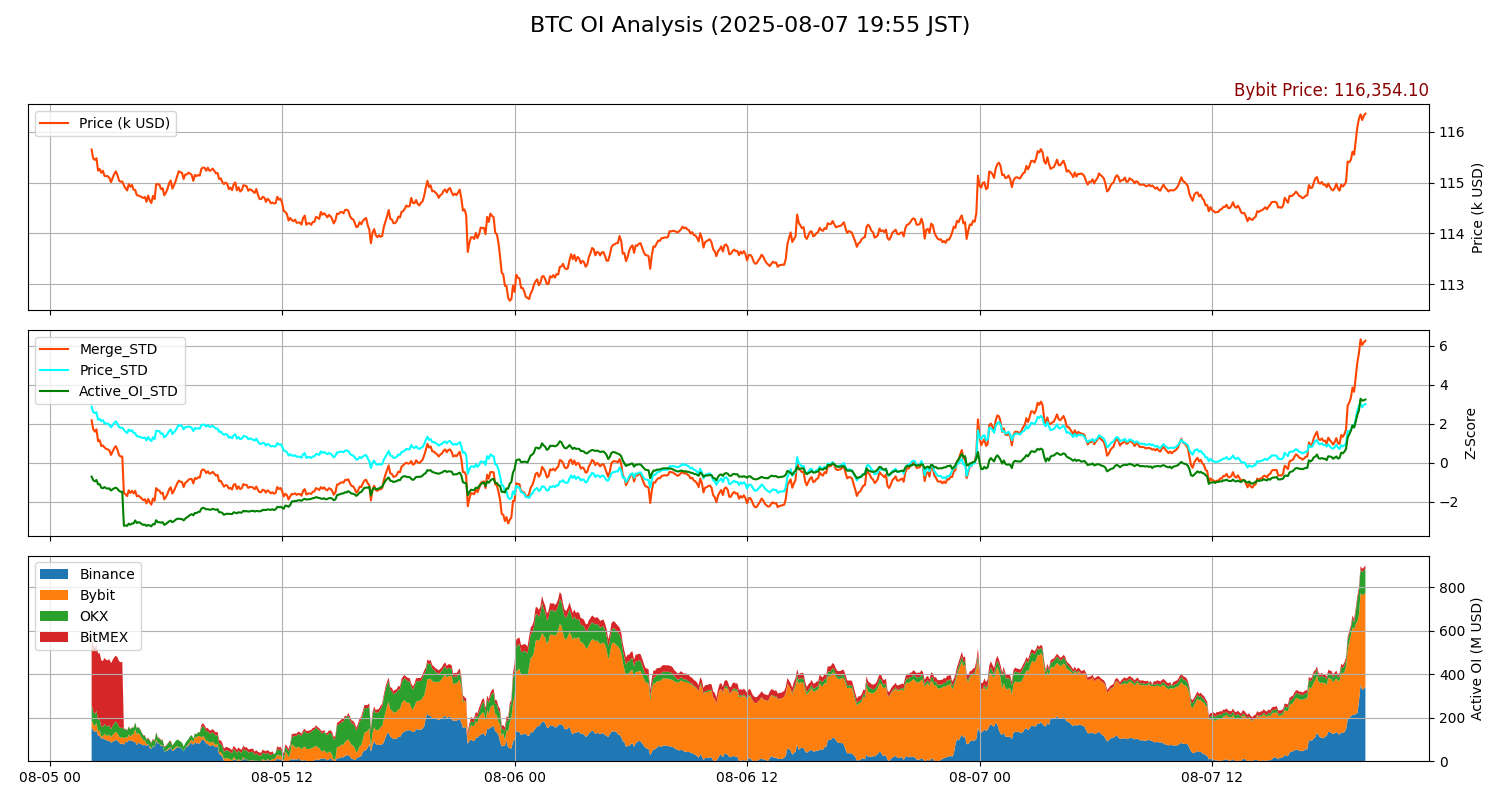 BTC OI Analysis (2025-08-07 19:55 JST)
Bybit Price: 116,354.10
Price (k USD)
116
115
114
113
Price (k USD)
Merge_STD
Price_STD
Active_OI_STD
6
4
2
0
−2
Z-Score
Binance
Bybit
OKX
BitMEX
800
600
400
200
0
Active OI (M USD)
08-05 00
08-05 12
08-06 00
08-06 12
08-07 00
08-07 12